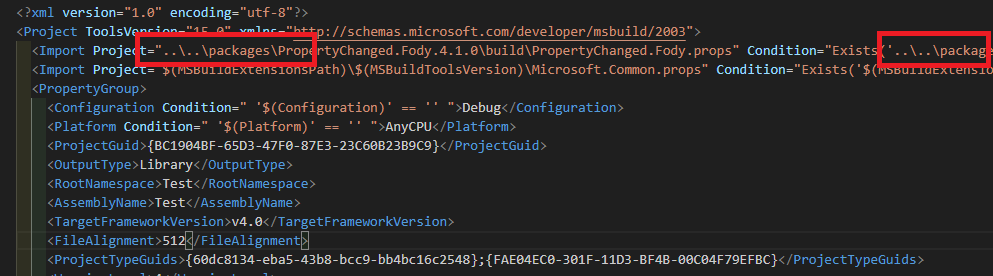 <?xml version="1.0" encoding="utf-8"?>
<Project ToolsVersion="15.0" xmlns="http://schemas.microsoft.com/developer/msbuild/2003">
<Import Project="..\..\packages\PropertyChanged.Fody.4.1.0\build\PropertyChanged.Fody.props" Condition="Exists('..\..\package
<Import Project="$(MSBuildExtensionsPath)\$(MSBuildToolsVersion)\Microsoft.Common.props" Condition="Exists('$(MSBuildExtension
<PropertyGroup>
<Configuration Condition=" '$(Configuration)' == '' ">Debug</Configuration>
<Platform Condition=" '$(Platform)' == '' ">AnyCPU</Platform>
<ProjectGuid>{BC1904BF-65D3-47F0-87E3-23C60B23B9C9}</ProjectGuid>
<OutputType>Library</OutputType>
<RootNamespace>Test</RootNamespace>
<AssemblyName>Test</AssemblyName>
<TargetFrameworkVersion>v4.0</TargetFrameworkVersion>
<FileAlignment>512</FileAlignment>
<ProjectTypeGuids>{60dc8134-eba5-43b8-bcc9-bb4bc16c2548};{FAE04EC0-301F-11D3-BF4B-00C04F79EFBC}</ProjectTypeGuids>